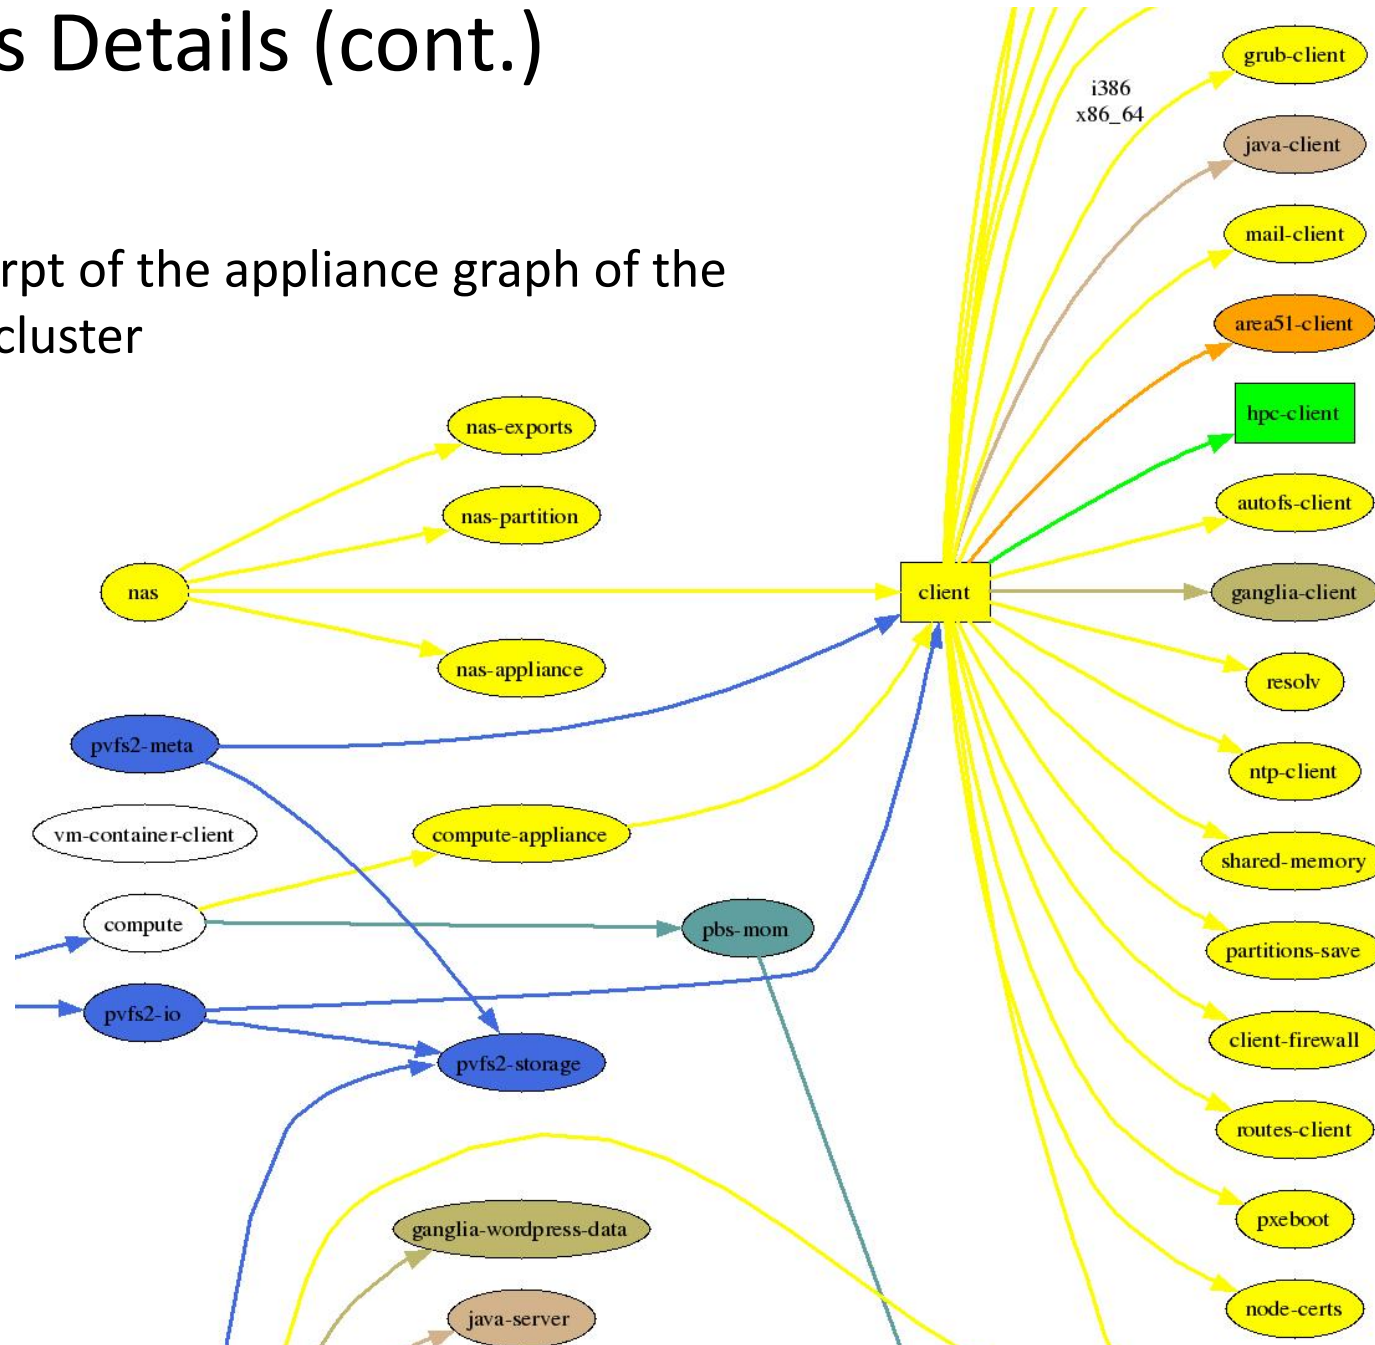 s Details (cont.)
rpt of the appliance graph of the
cluster
i386
x86_64
grub-client
java-client
mail-client
area51-client
hpc-client
nas-exports
autofs-client
nas-partition
nas
client
ganglia-client
nas-appliance
resolv
pvfs2-meta
ntp-client
vm-container-client
compute-appliance
shared-memory
compute
pbs-mom
partitions-save
pvfs2-io
client-firewall
pvfs2-storage
routes-client
ganglia-wordpress-data
pxeboot
java-server
node-certs